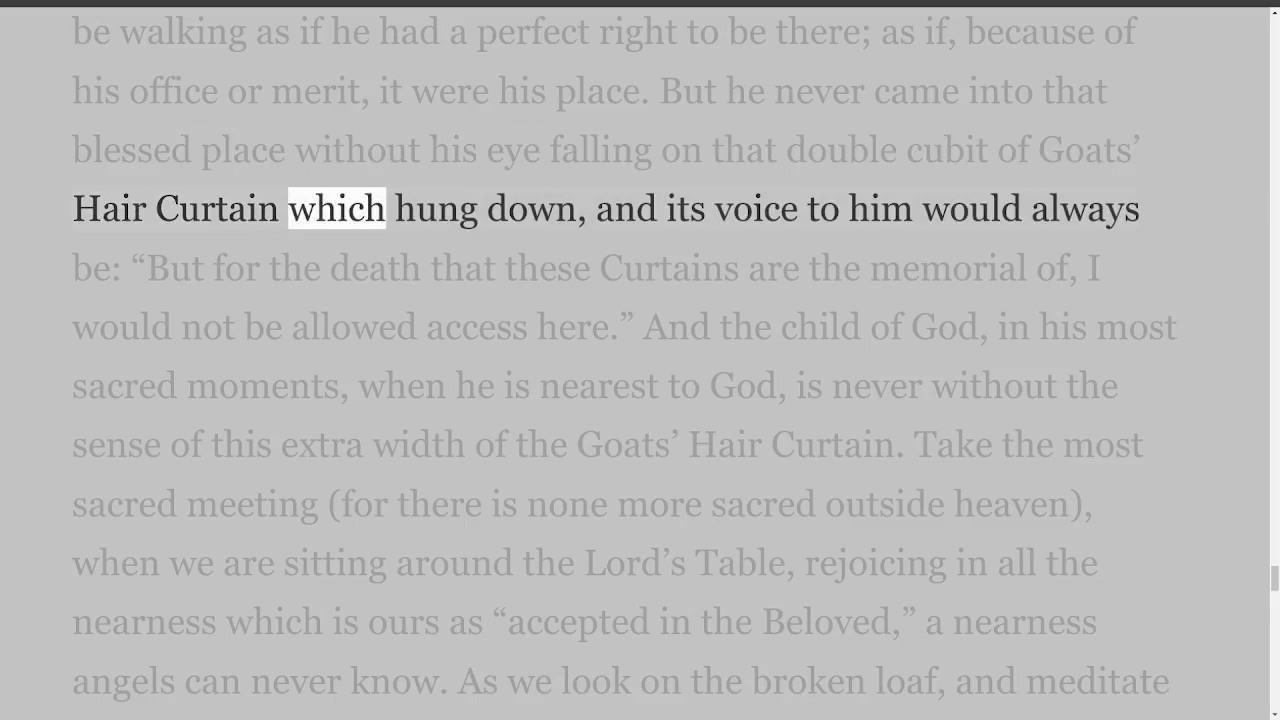 be walking as if he had a perfect right to be there; as if, because of
his office or merit, it were his place. But he never came into that
blessed place without his eye falling on that double cubit of Goats’
Hair Curtain which hung down, and its voice to him would always
be: “But for the death that these Curtains are the memorial of, I
would not be allowed access here.” And the child of God, in his most
sacred moments, when he is nearest to God, is never without the
sense of this extra width of the Goats’ Hair Curtain. Take the most
sacred meeting (for there is none more sacred outside heaven),
when we are sitting around the Lord’s Table, rejoicing in all the
nearness which is ours as “accepted in the Beloved,” a nearness
angels can never know. As we look on the broken loaf, and meditate